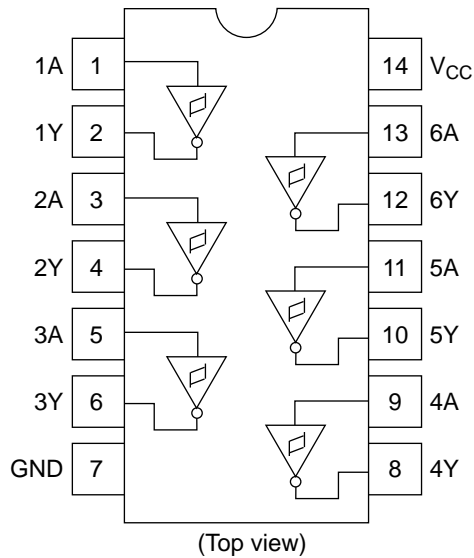 1A 1 14 VCC
1Y 2 13 6A
2A 3 12 6Y
2Y 4 11 5A
3A 5 10 5Y
3Y 6 9 4A
GND 7 8 4Y
(Top view)